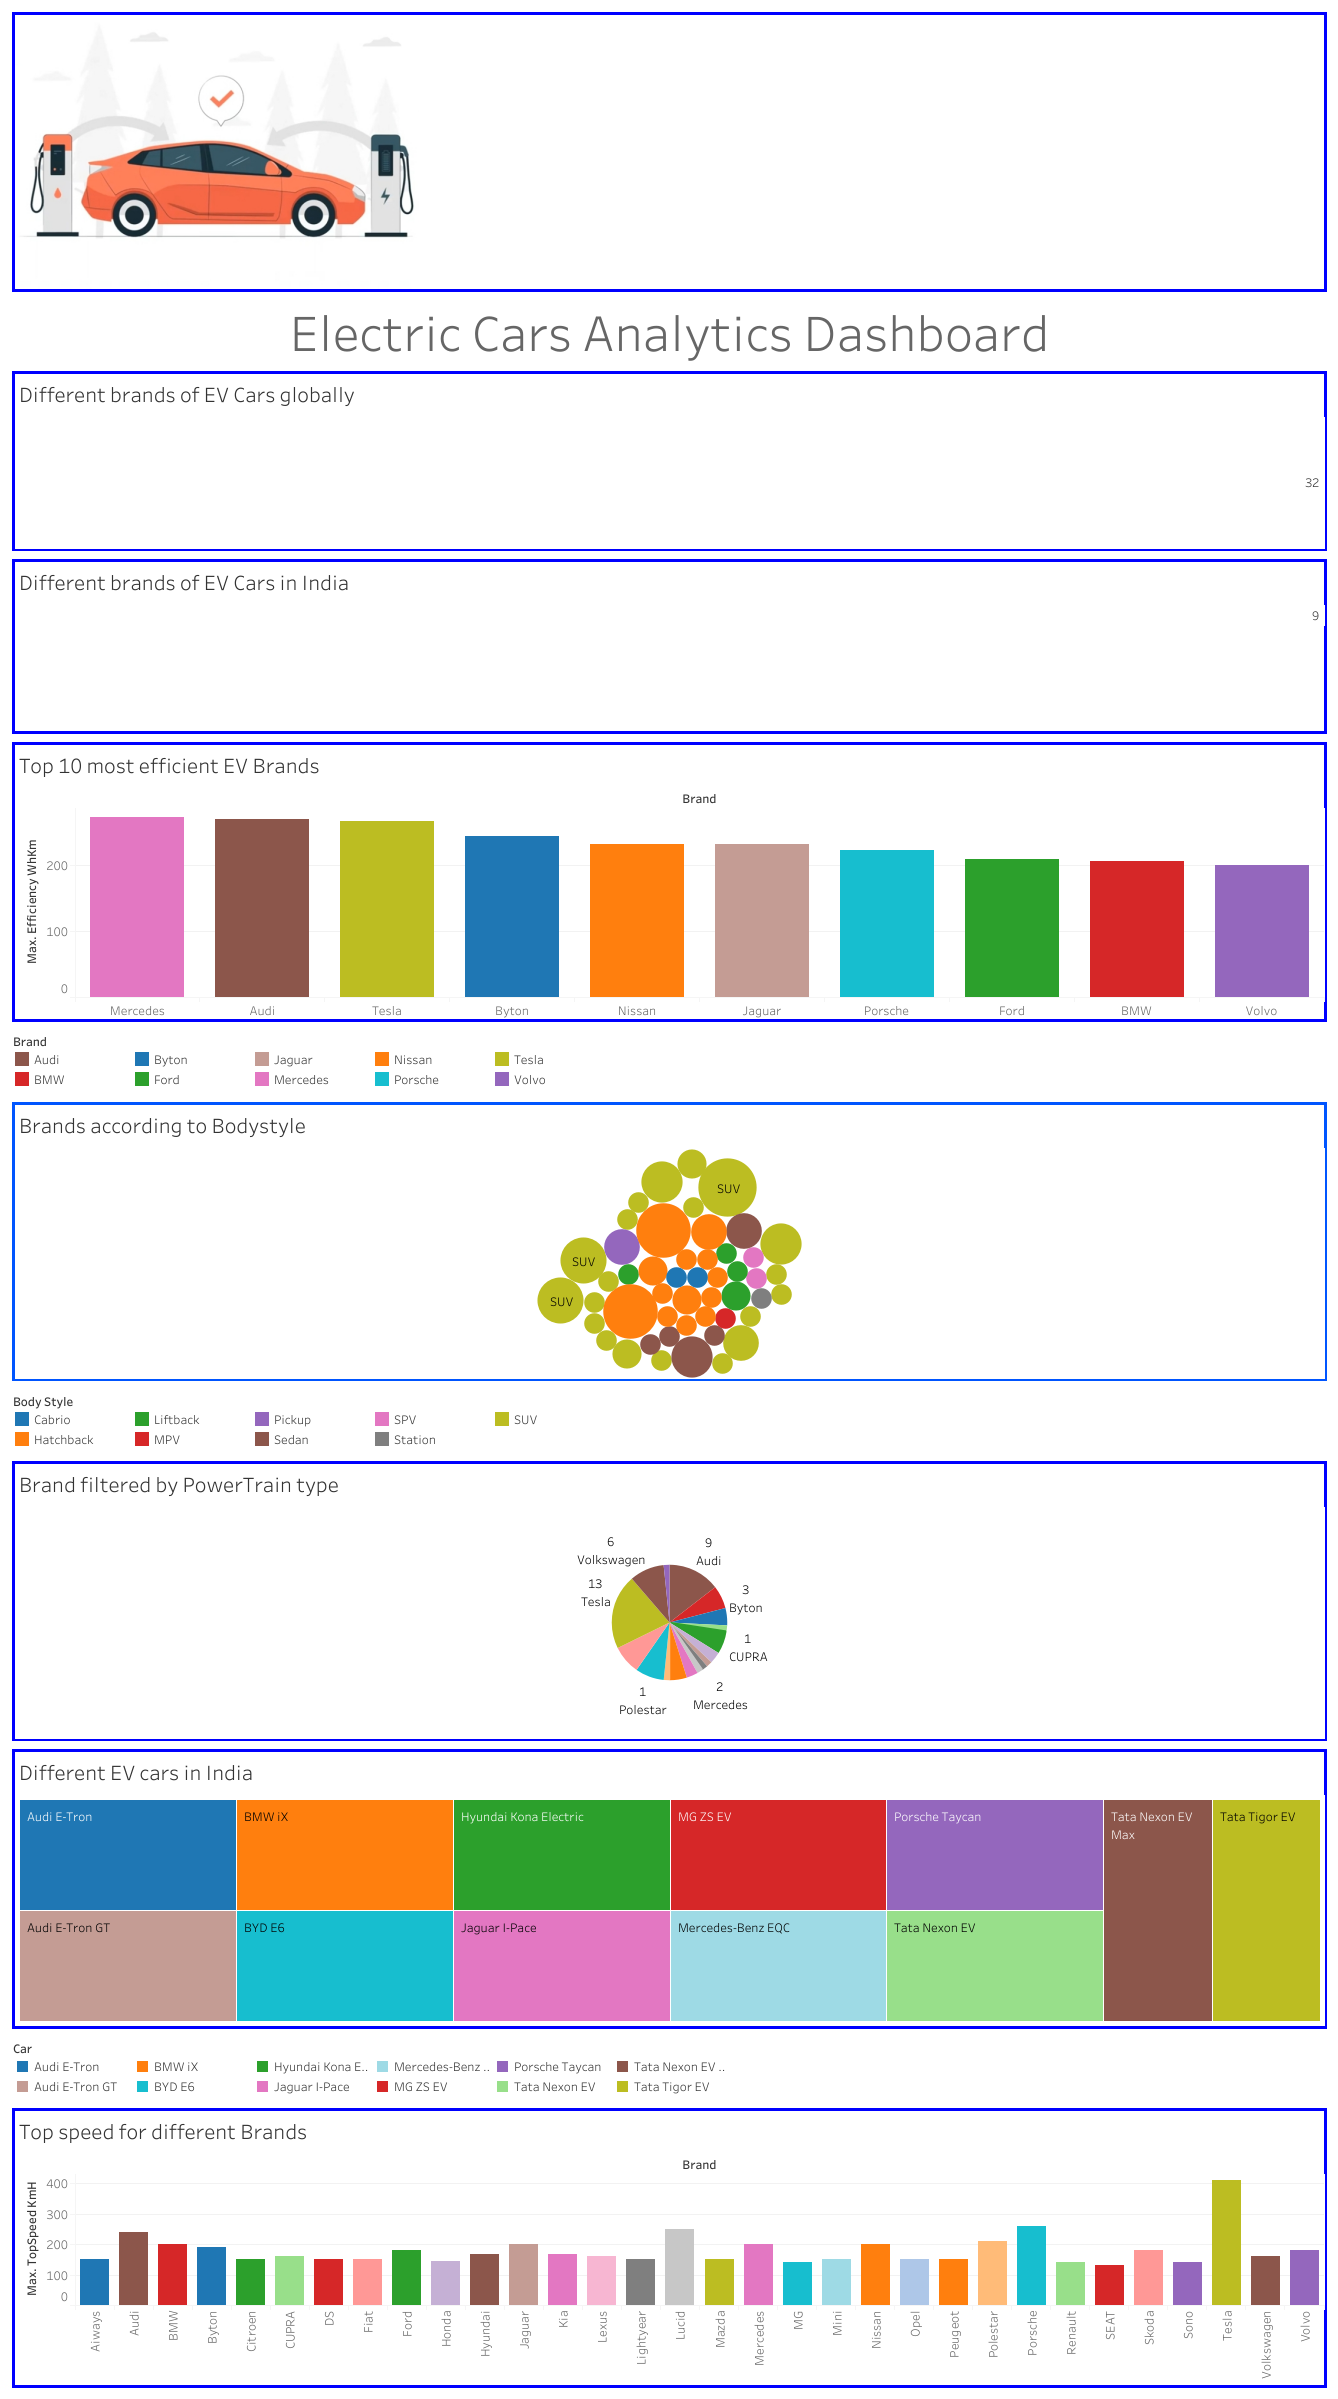 Electric Cars Analytics Dashboard
Different brands of EV Cars globally
32
Different brands of EV Cars in India
9
Top 10 most efficient EV Brands
Brand
Max. Efficiency WhKm
200
100
0
Mercedes Audi Tesla Byton Nissan Jaguar Porsche Ford BMW Volvo
Brand
Audi Byton Jaguar Nissan Tesla
BMW Ford Mercedes Porsche Volvo
Brands according to Bodystyle
SUV
SUV
SUV
Body Style
Cabrio Liftback Pickup SPV SUV
Hatchback MPV Sedan Station
Brand filtered by PowerTrain type
6
Volkswagen
9
Audi
13
Tesla
3
Byton
1
CUPRA
2
Mercedes
1
Polestar
Different EV cars in India
Audi E-Tron BMW iX Hyundai Kona Electric MG ZS EV Porsche Taycan Tata Nexon EV Tata Tigor EV
Max
Audi E-Tron GT BYD E6 Jaguar I-Pace Mercedes-Benz EQC Tata Nexon EV
Car
Audi E-Tron BMW iX Hyundai Kona E.. Mercedes-Benz .. Porsche Taycan Tata Nexon EV ..
Audi E-Tron GT BYD E6 Jaguar I-Pace MG ZS EV Tata Nexon EV Tata Tigor EV
Top speed for different Brands
Brand
Max. TopSpeed KmH
400
300
200
100
0
Aiways Audi BMW Byton Citroen CUPRA DS Fiat Ford Honda Hyundai Jaguar Kia Lexus Lightyear Lucid Mazda Mercedes MG Mini Nissan Opel Peugeot Polestar Porsche Renault SEAT Skoda Sono Tesla Volkswagen Volvo